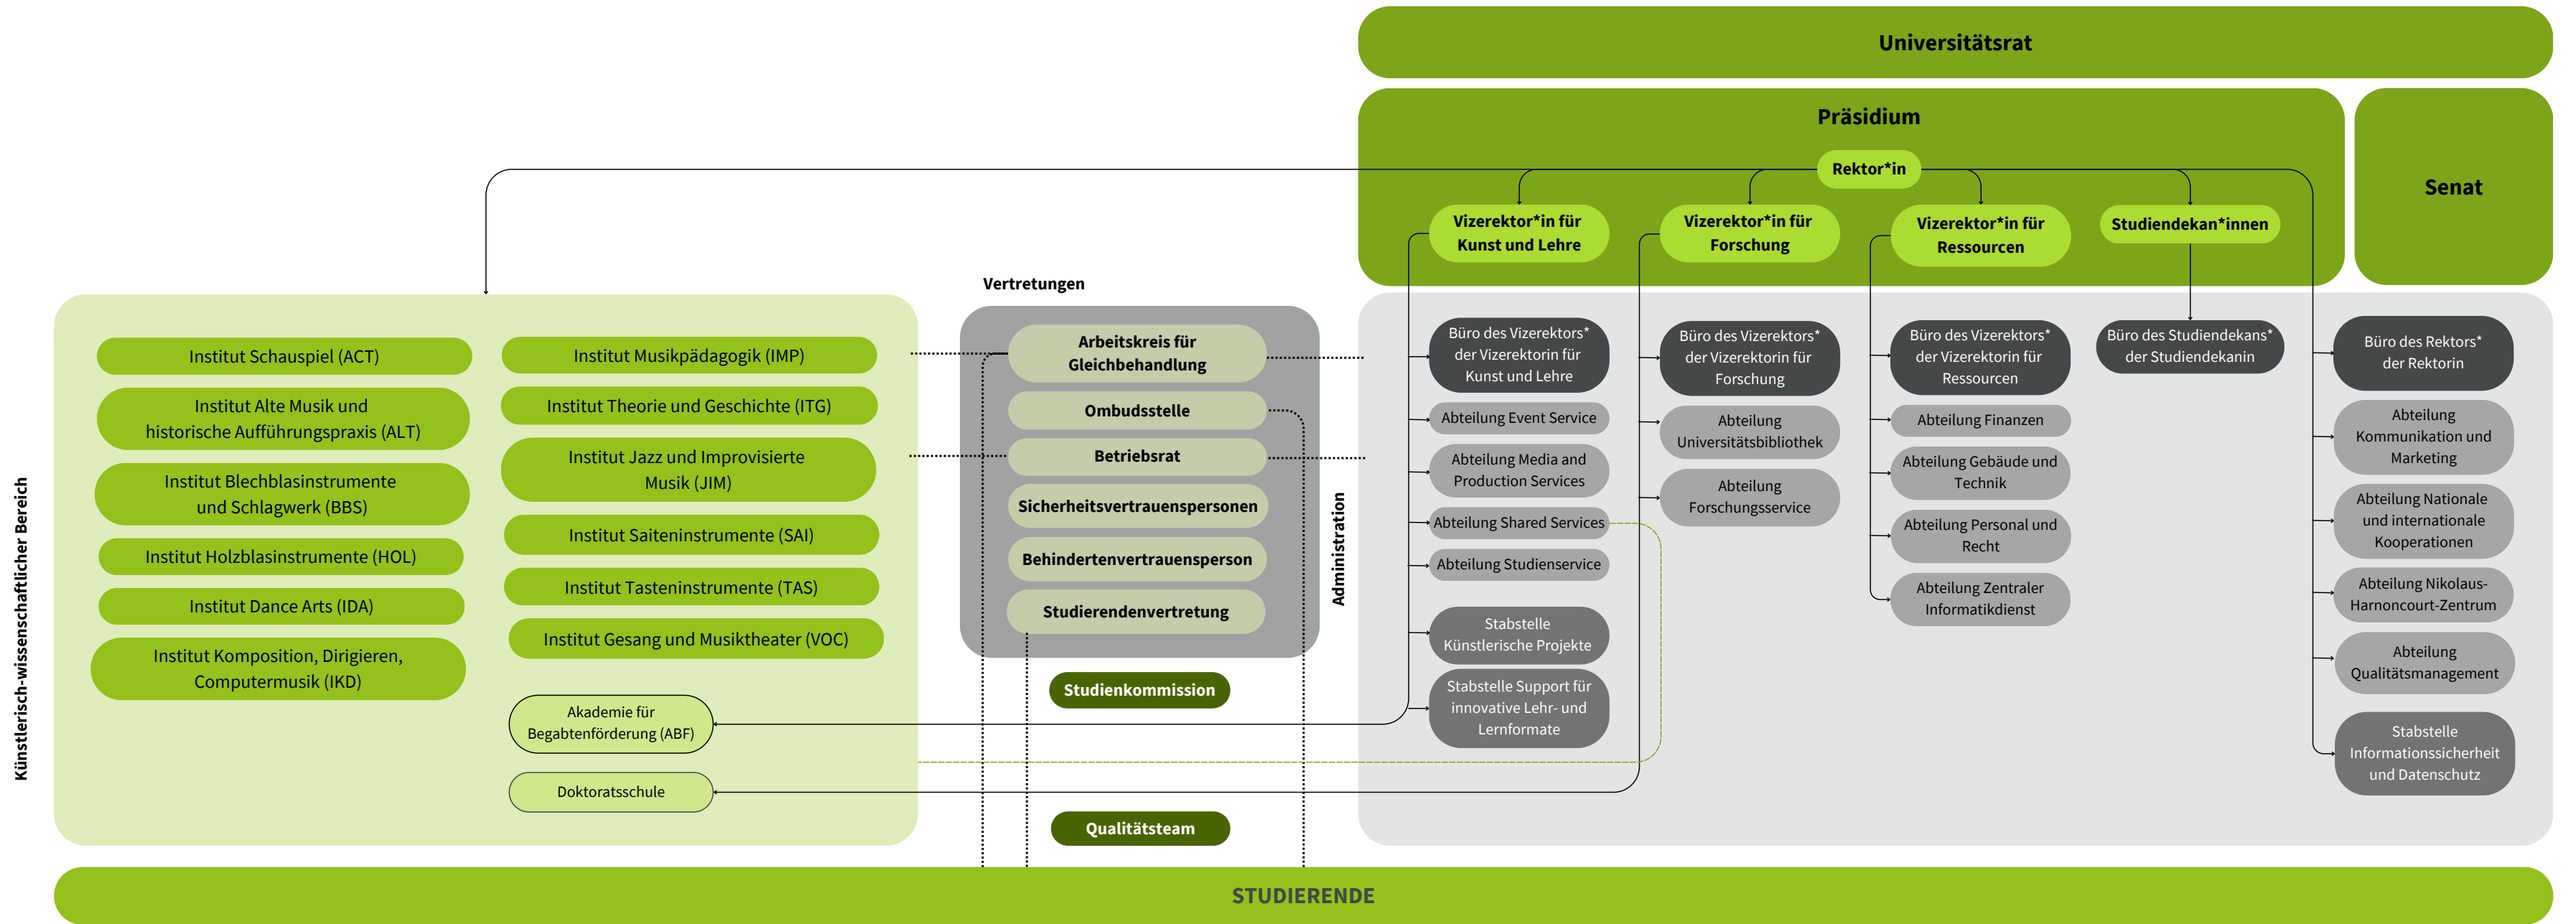 Universitätsrat
Präsidium
Rektor*in
Vizerektor*in für
Kunst und Lehre
Vizerektor*in für
Forschung
Vizerektor*in für
Ressourcen
Studiendekan*innen
Senat
Künstlerisch-wissenschaftlicher Bereich
Institut Schauspiel (ACT)
Institut Alte Musik und
historische Aufführungspraxis (ALT)
Institut Blechblasinstrumente
und Schlagwerk (BBS)
Institut Holzblasinstrumente (HOL)
Institut Dance Arts (IDA)
Institut Komposition, Dirigieren,
Computermusik (IKD)
Institut Musikpädagogik (IMP)
Institut Theorie und Geschichte (ITG)
Institut Jazz und Improvisierte
Musik (JIM)
Institut Saiteninstrumente (SAI)
Institut Tasteninstrumente (TAS)
Institut Gesang und Musiktheater (VOC)
Akademie für
Begabtenförderung (ABF)
Doktoratsschule
Vertretungen
Arbeitskreis für
Gleichbehandlung
Ombudsstelle
Betriebsrat
Sicherheitsvertrauenspersonen
Behindertenvertrauensperson
Studierendenvertretung
Studienkommission
Qualitätsteam
Administration
Büro des Vizerektors*
der Vizerektorin für
Kunst und Lehre
Abteilung Event Service
Abteilung Media and
Production Services
Abteilung Shared Services
Abteilung Studienservice
Stabstelle
Künstlerische Projekte
Stabstelle Support für
innovative Lehr- und
Lernformate
Büro des Vizerektors*
der Vizerektorin für
Forschung
Abteilung
Universitätsbibliothek
Abteilung
Forschungsservice
Büro des Vizerektors*
der Vizerektorin für
Ressourcen
Abteilung Finanzen
Abteilung Gebäude und
Technik
Abteilung Personal und
Recht
Abteilung Zentraler
Informatikdienst
Büro des Studiendekans*
der Studiendekanin
Büro des Rektors*
der Rektorin
Abteilung
Kommunikation und
Marketing
Abteilung Nationale
und internationale
Kooperationen
Abteilung Nikolaus-
Harnoncourt-Zentrum
Abteilung
Qualitätsmanagement
Stabstelle
Informationssicherheit
und Datenschutz
STUDIERENDE